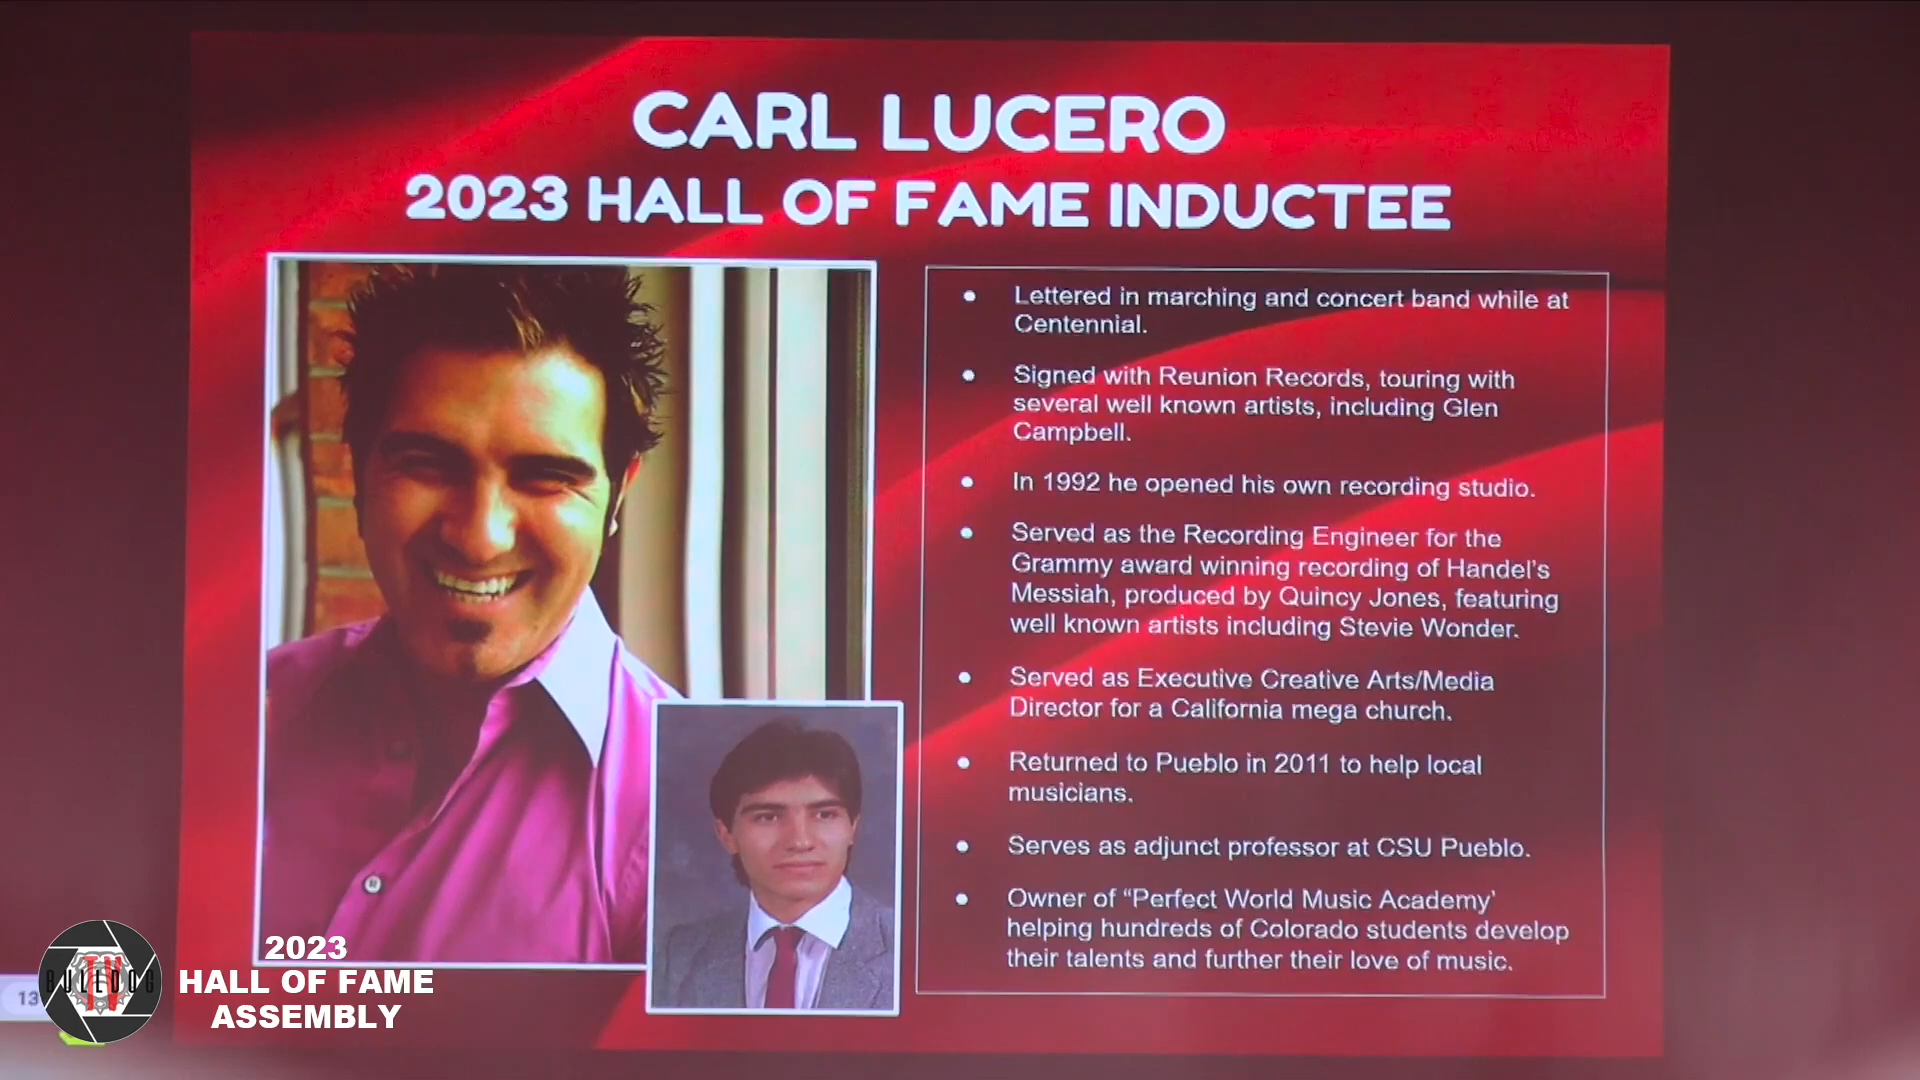 CARL LUCERO
2023 HALL OF FAME INDUCTEE
• Lettered in marching and concert band while at
Centennial.
• Signed with Reunion Records, touring with
several well known artists, including Glen
Campbell.
• In 1992 he opened his own recording studio.
• Served as the Recording Engineer for the
Grammy award winning recording of Handel's
Messiah, produced by Quincy Jones, featuring
well known artists including Stevie Wonder.
• Served as Executive Creative Arts/Media
Director for a California mega church.
• Returned to Pueblo in 2011 to help local
musicians.
• Serves as adjunct professor at CSU Pueblo.
• Owner of “Perfect World Music Academy'
helping hundreds of Colorado students develop
their talents and further their love of music.
13
BULLDOG
TV
2023
HALL OF FAME
ASSEMBLY